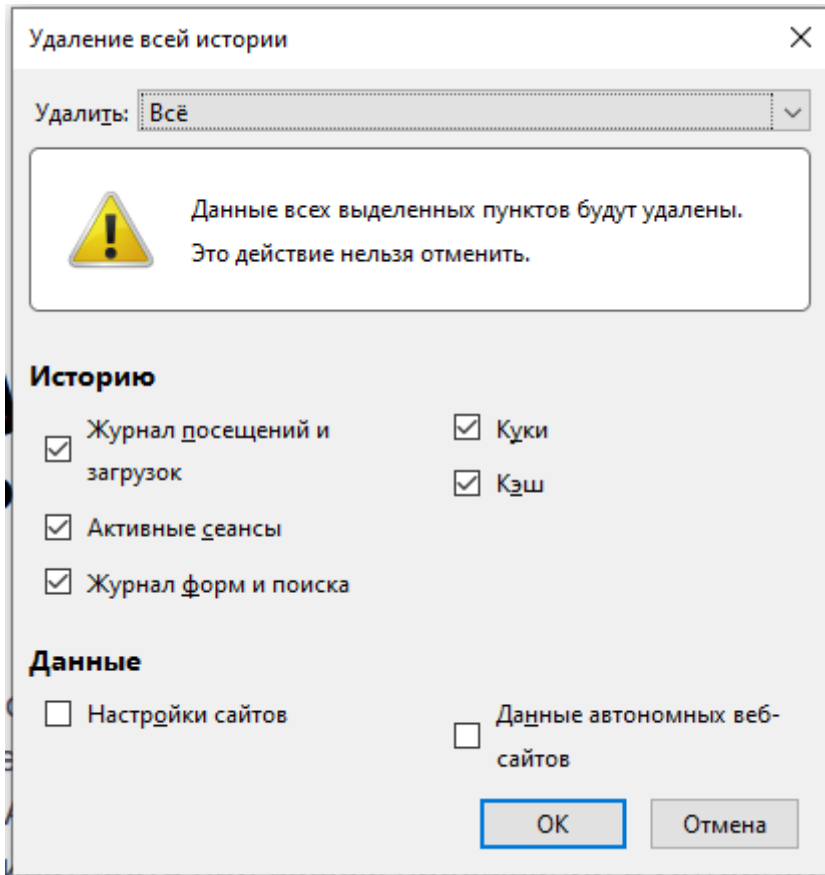 Удаление всей истории
Удалить: Всё
Данные всех выделенных пунктов будут удалены.
Это действие нельзя отменить.
Историю
Журнал посещений и
загрузок
Куки
Кэш
Активные сеансы
Журнал форм и поиска
Данные
Настройки сайтов
Данные автономных веб-
сайтов
ОК
Отмена